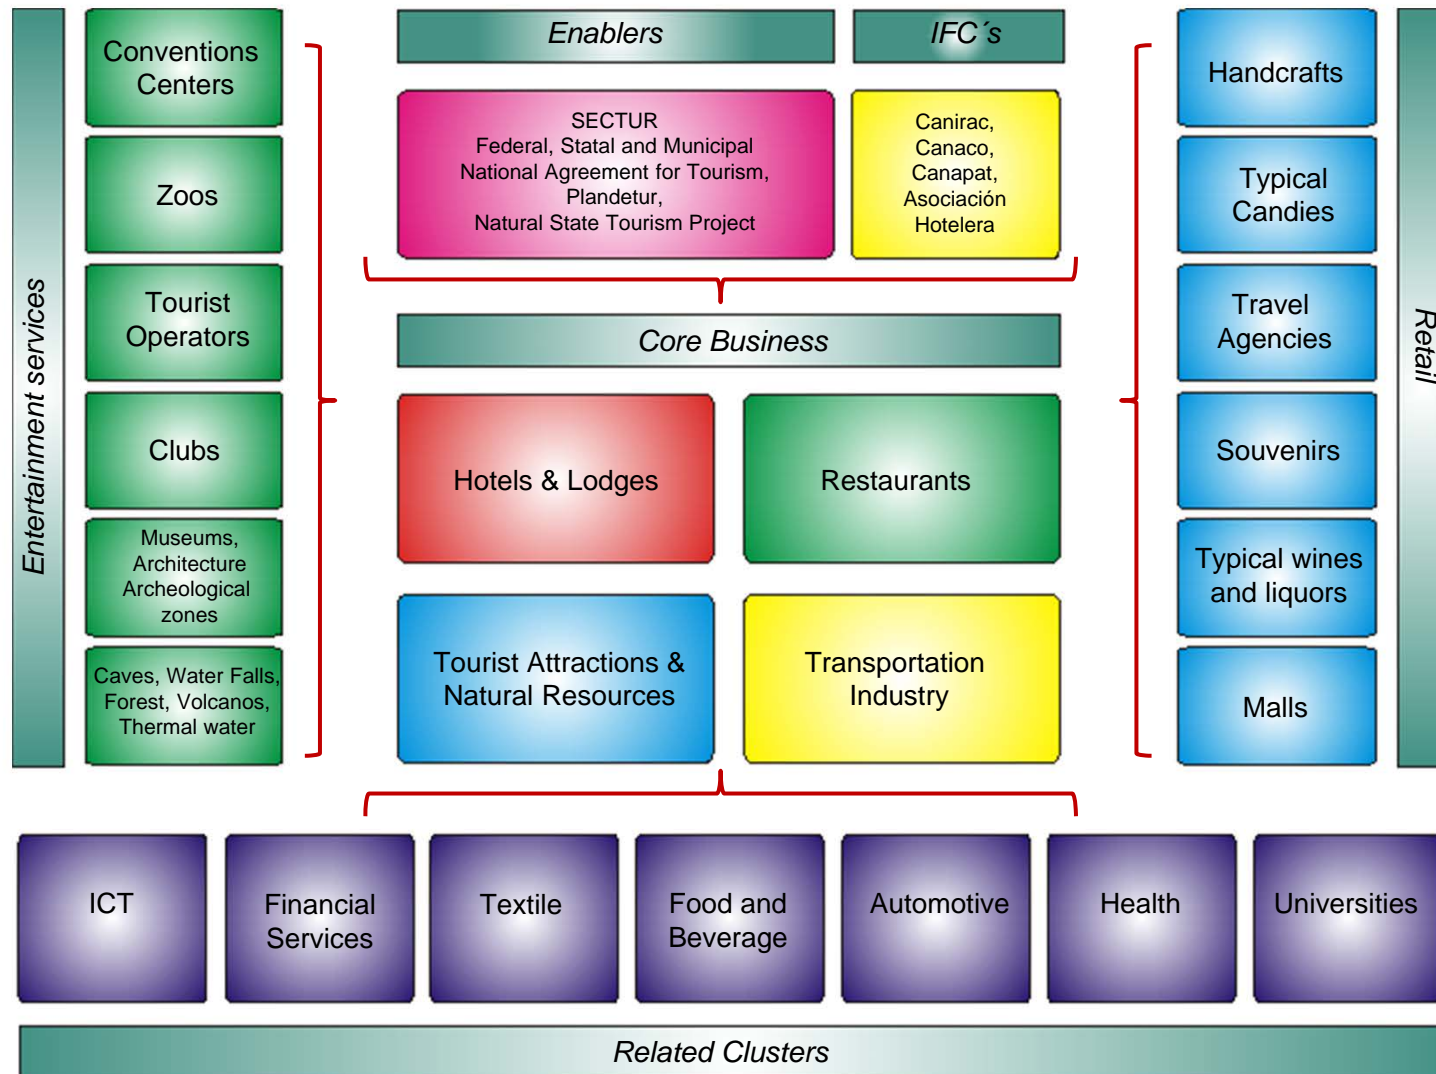 Entertainment services
Conventions
Centers
Zoos
Tourist
Operators
Clubs
Museums,
Architecture
Archeological
zones
Caves, Water Falls,
Forest, Volcanos,
Thermal water
Enablers
SECTUR
Federal, Statal and Municipal
National Agreement for Tourism,
Plandetur,
Natural State Tourism Project
IFC´s
Canirac,
Canaco,
Canapat,
Asociación
Hotelera
Core Business
Hotels & Lodges
Restaurants
Tourist Attractions &
Natural Resources
Transportation
Industry
Handcrafts
Typical
Candies
Travel
Agencies
Souvenirs
Typical wines
and liquors
Malls
Retail
ICT
Financial
Services
Textile
Food and
Beverage
Automotive
Health
Universities
Related Clusters